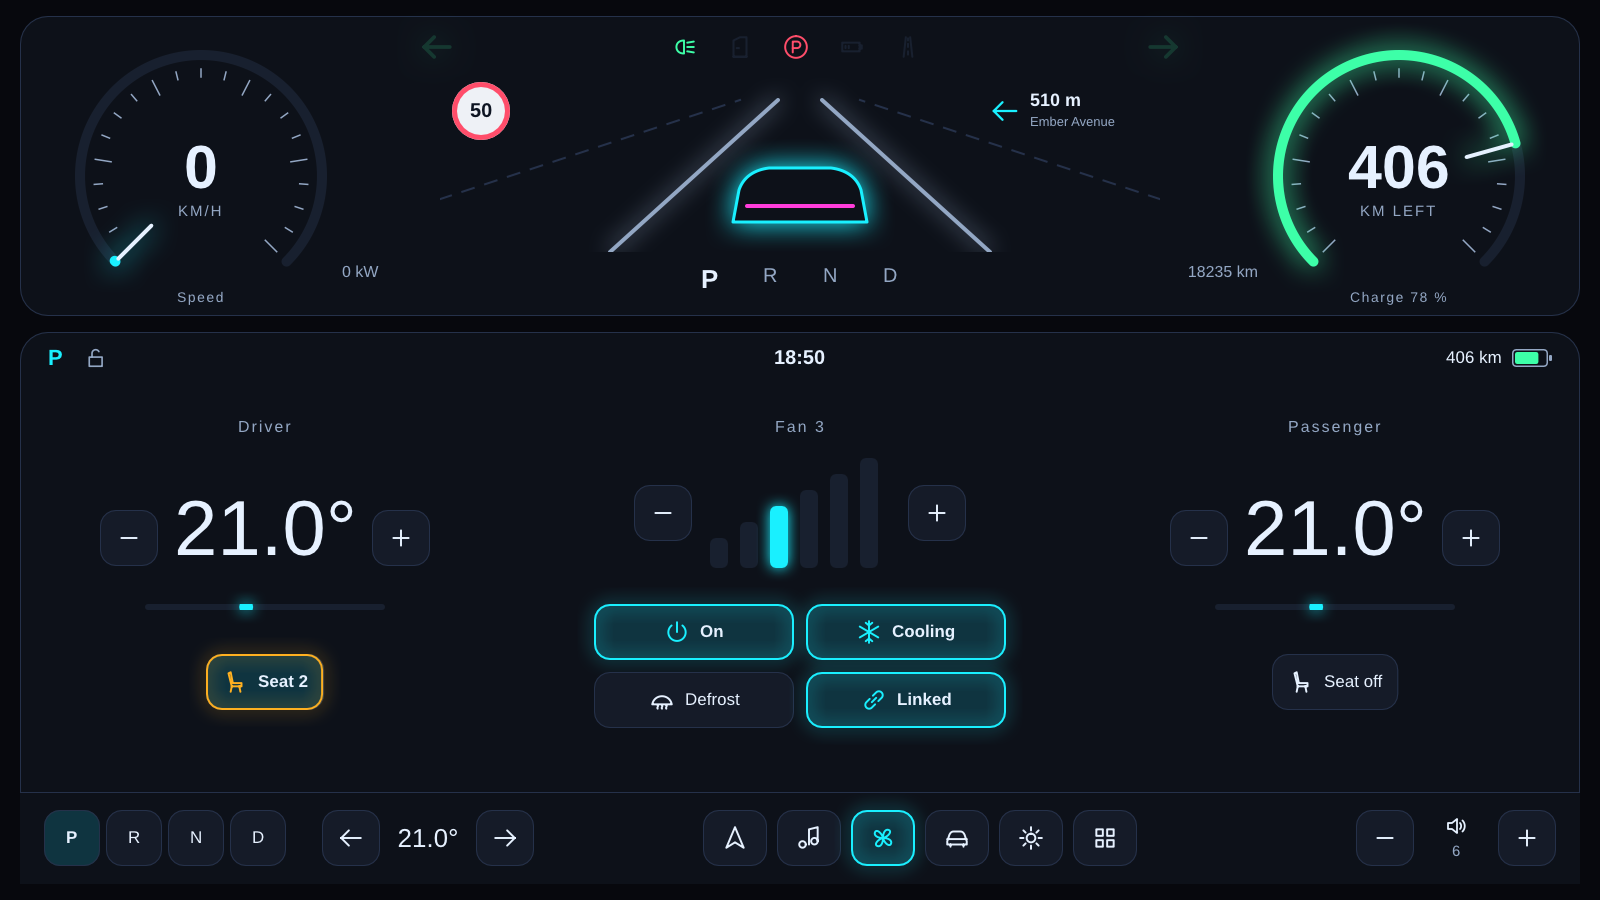 50
510 m
Ember Avenue
0
KM/H
406
KM LEFT
0 kW
P R N D
18235 km
Speed
Charge 78 %
P
18:50
406 km
Driver
Fan 3
Passenger
21.0°
21.0°
On
Cooling
Seat 2
Defrost
Linked
Seat off
P R N D
21.0°
6